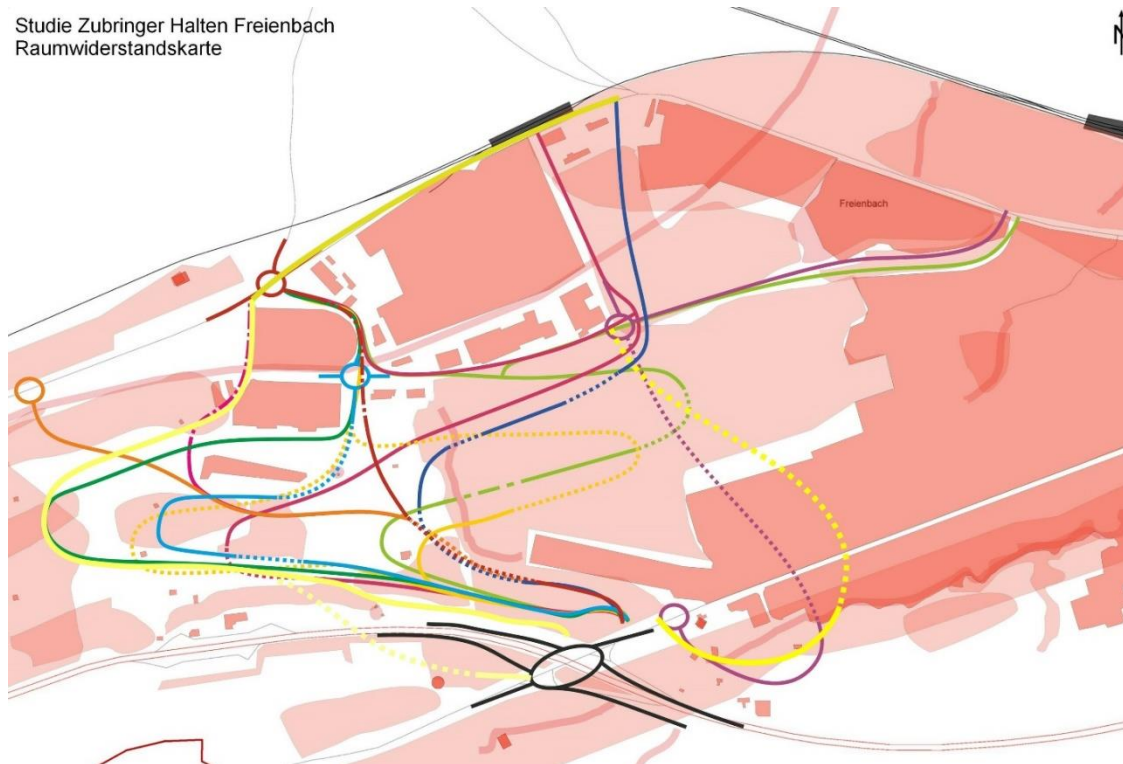 Studie Zubringer Halten Freienbach
Raumwiderstandskarte
N
Freienbach